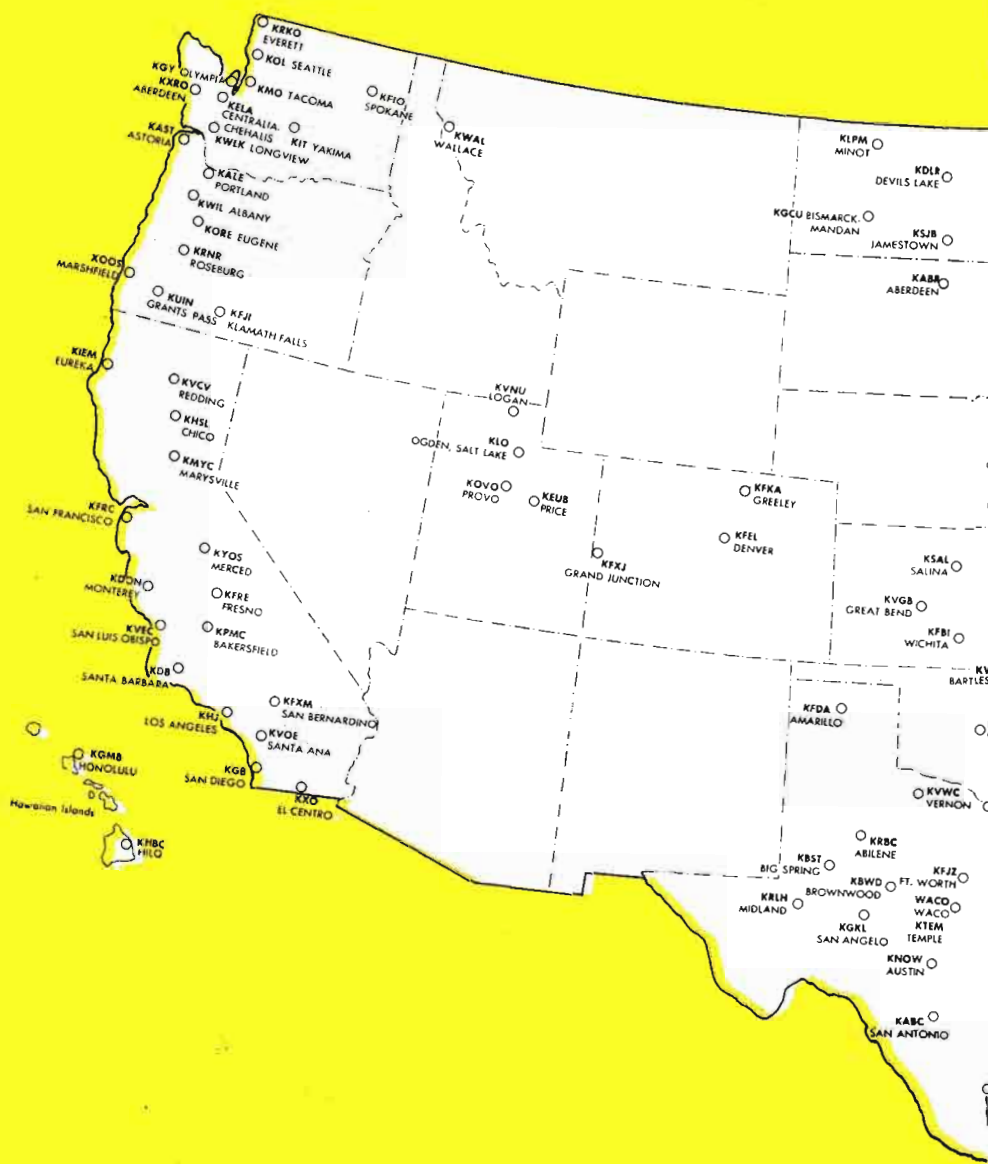 KRKO
EVERETT
KOL SEATTLE
KGY OLYMPIA
KXRO
ABERDEEN
KMO TACOMA
KFIO
SPOKANE
KELA
CENTRALIA-
CHEHALIS
KIT YAKIMA
KAST
ASTORIA
KWLK LONGVIEW
KWAL
WALLACE
KALE
PORTLAND
KWIL ALBANY
KORE EUGENE
KRNR
ROSEBURG
KOOS
MARSHFIELD
KUIN
GRANTS PASS
KFJI
KLAMATH FALLS
KLPM
MINOT
KDLR
DEVILS LAKE
KGCU BISMARCK-
MANDAN
KSJB
JAMESTOWN
KABR
ABERDEEN
KIEM
EUREKA
KVCV
REDDING
KHSL
CHICO
KMYC
MARYSVILLE
KFRC
SAN FRANCISCO
KYOS
MERCED
KDON
MONTEREY
KFRE
FRESNO
KVEC
SAN LUIS OBISPO
KPMC
BAKERSFIELD
KDB
SANTA BARBARA
KFXM
SAN BERNARDINO
KHJ
LOS ANGELES
KVOE
SANTA ANA
KGB
SAN DIEGO
KXO
EL CENTRO
KVNU
LOGAN
KLO
OGDEN, SALT LAKE
KOVO
PROVO
KEUB
PRICE
KFKA
GREELEY
KFEL
DENVER
KFXJ
GRAND JUNCTION
KSAL
SALINA
KVGB
GREAT BEND
KFBI
WICHITA
KV
BARTLES
KFDA
AMARILLO
KVWC
VERNON
KRBC
ABILENE
KBST
BIG SPRING
KFJZ
FT. WORTH
KBWD
BROWNWOOD
KRLH
MIDLAND
WACO
WACO
KGKL
SAN ANGELO
KTEM
TEMPLE
KNOW
AUSTIN
KABC
SAN ANTONIO
KGMB
HONOLULU
Hawaiian Islands
KHBC
HILO